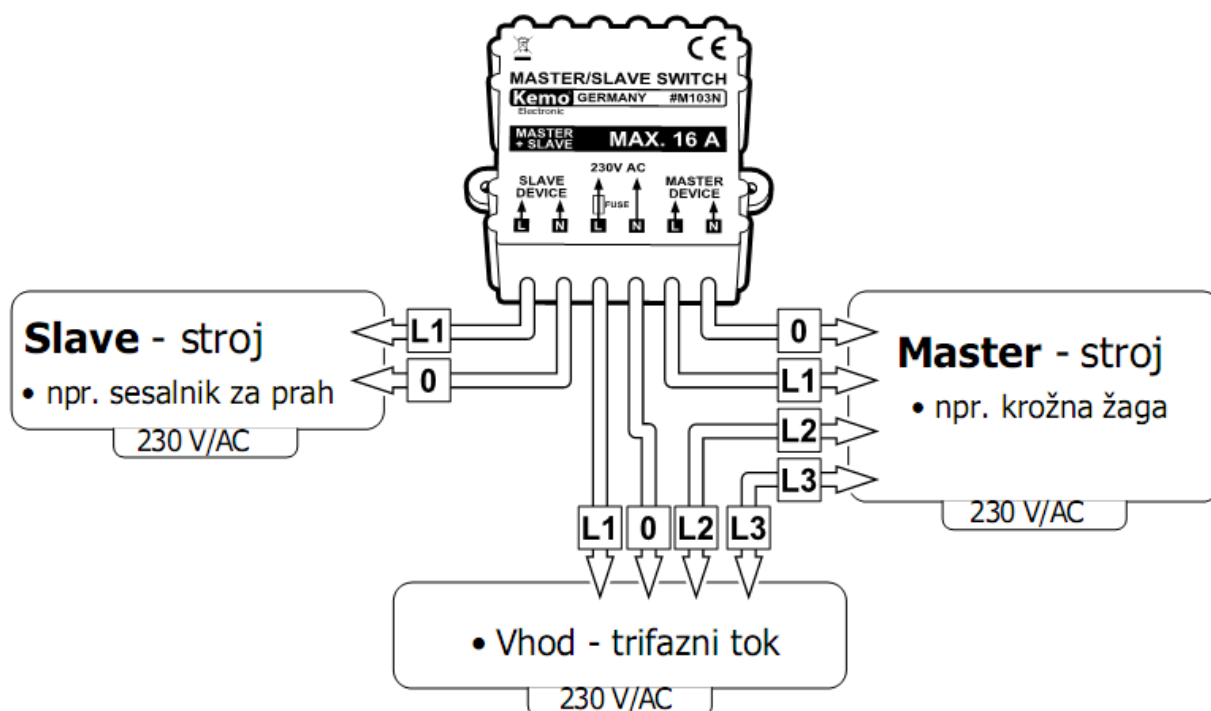 CE
MASTER/SLAVE SWITCH
Kemo GERMANY #M103N
Electronic
MASTER + SLAVE MAX. 16 A
230V AC
SLAVE DEVICE
MASTER DEVICE
FUSE
L N L N L N
Slave - stroj
• npr. sesalnik za prah
230 V/AC
L1
0
0
L1
L2
L3
Master - stroj
• npr. krožna žaga
230 V/AC
L1 0 L2 L3
• Vhod - trifazni tok
230 V/AC